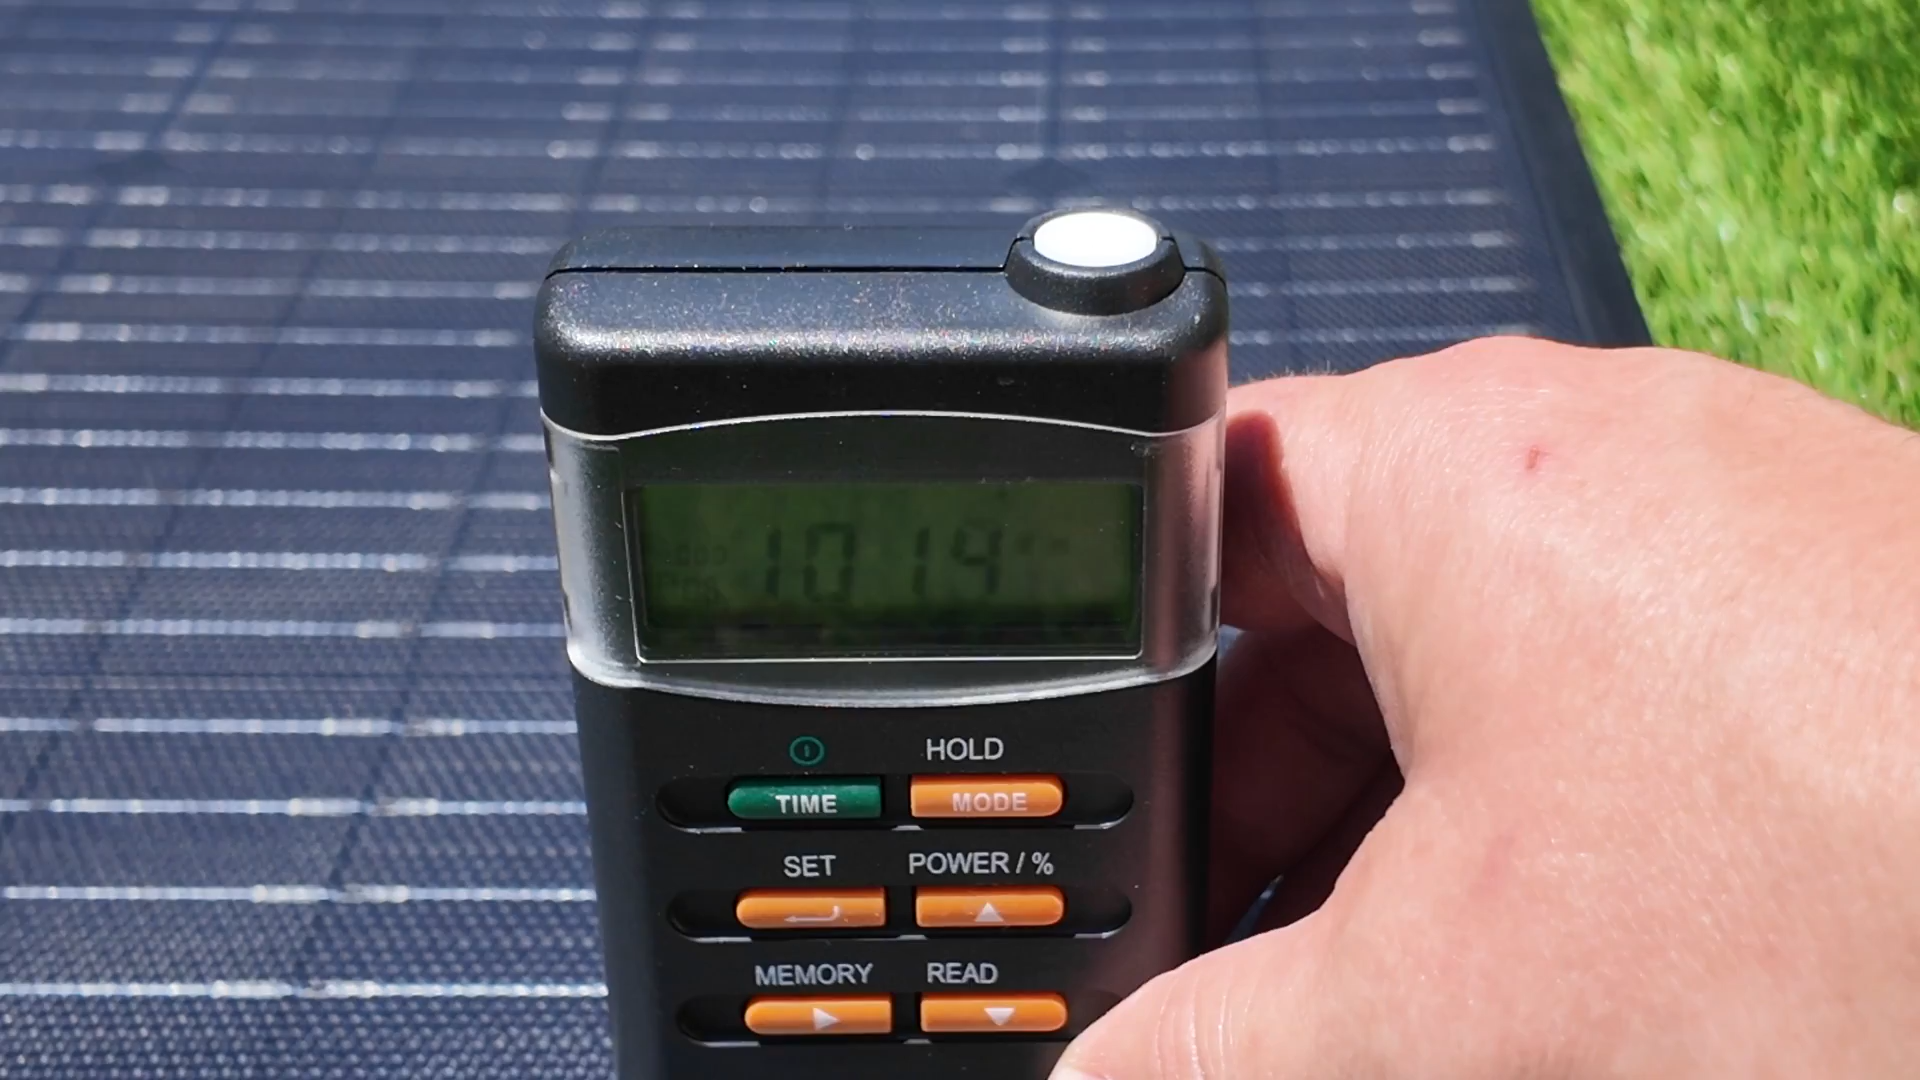 1014
HOLD
TIME MODE
SET POWER / %
MEMORY READ